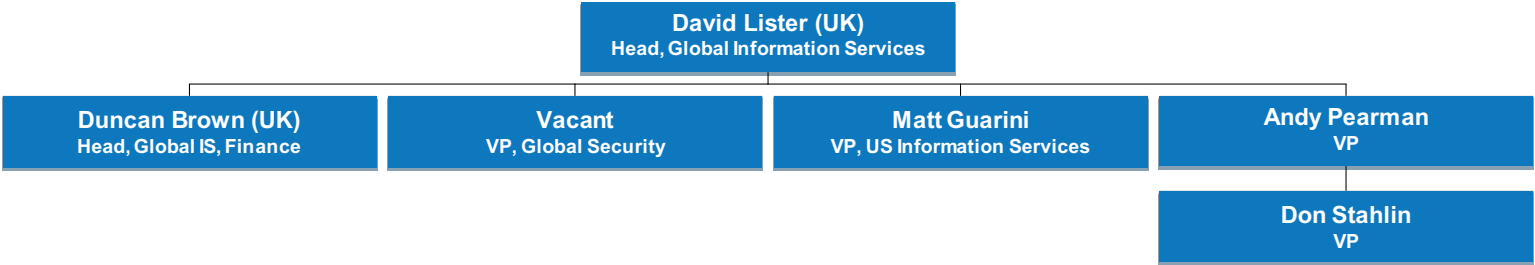 David Lister (UK)
Head, Global Information Services
Duncan Brown (UK)
Head, Global IS, Finance
Vacant
VP, Global Security
Matt Guarini
VP, US Information Services
Andy Pearman
VP
Don Stahlin
VP